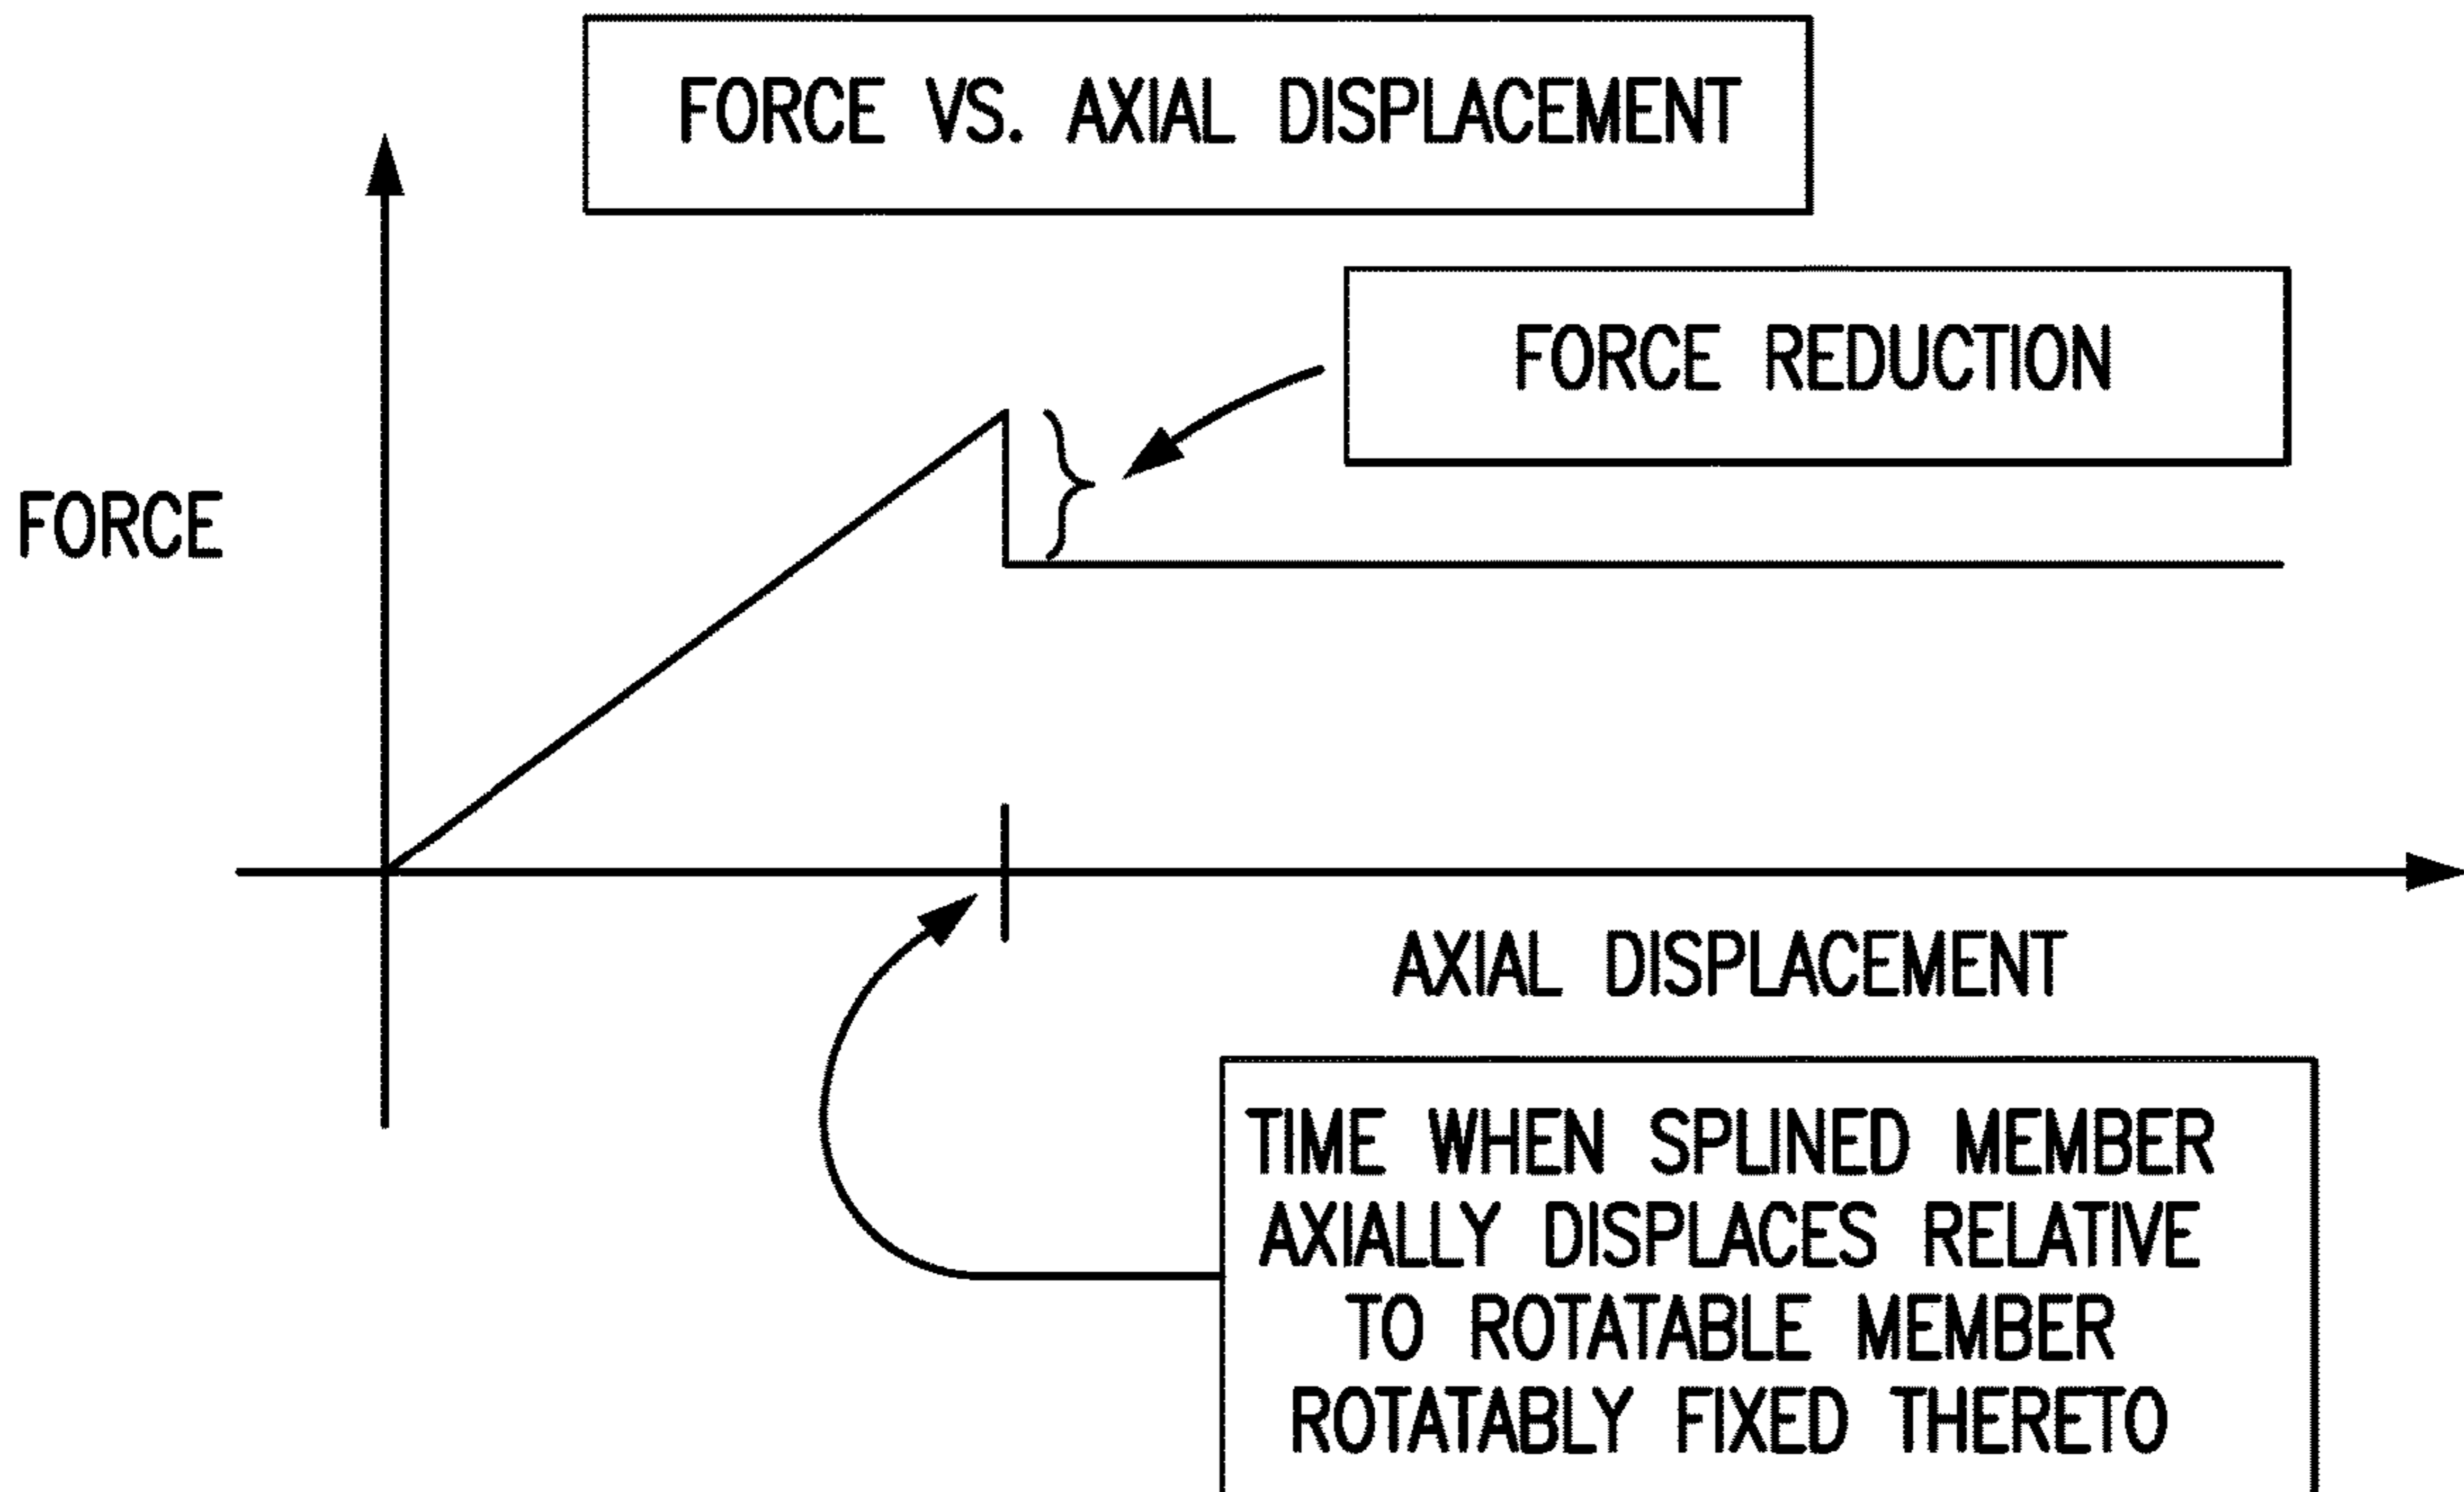 FORCE VS. AXIAL DISPLACEMENT
FORCE REDUCTION
FORCE
AXIAL DISPLACEMENT
TIME WHEN SPLINED MEMBER
AXIALLY DISPLACES RELATIVE
TO ROTATABLE MEMBER
ROTATABLY FIXED THERETO